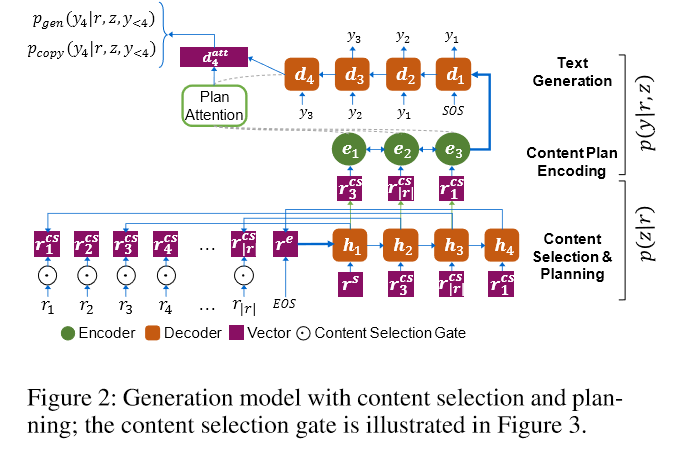 p_gen(y_4|r, z, y_{<4})
p_copy(y_4|r, z, y_{<4})
d_4^{att}
y_3 y_2 y_1
d_4 d_3 d_2 d_1
Text Generation
Plan Attention
y_3 y_2 y_1 SOS
p(y|r, z)
e_1 e_2 e_3
Content Plan Encoding
r_3^{cs} r_{|r|}^{cs} r_1^{cs}
r_1^{cs} r_2^{cs} r_3^{cs} r_4^{cs} ... r_{|r|}^{cs} r^e h_1 h_2 h_3 h_4
Content Selection & Planning
p(z|r)
r^s r_3^{cs} r_{|r|}^{cs} r_1^{cs}
r_1 r_2 r_3 r_4 ... r_{|r|} EOS
Encoder Decoder Vector Content Selection Gate
Figure 2: Generation model with content selection and plan-
ning; the content selection gate is illustrated in Figure 3.